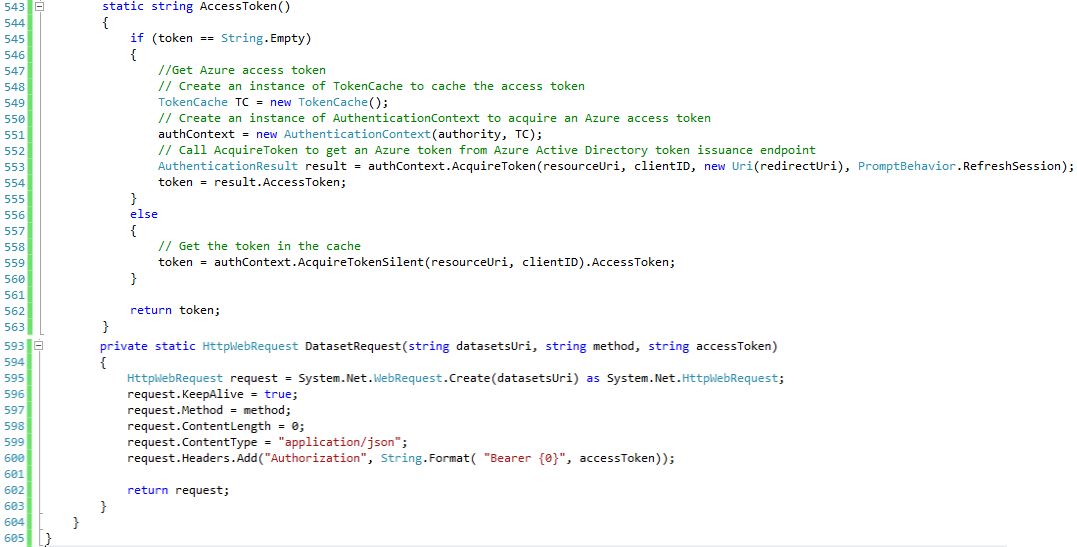 543 static string AccessToken()
544 {
545 if (token == String.Empty)
546 {
547 //Get Azure access token
548 // Create an instance of TokenCache to cache the access token
549 TokenCache TC = new TokenCache();
550 // Create an instance of AuthenticationContext to acquire an Azure access token
551 authContext = new AuthenticationContext(authority, TC);
552 // Call AcquireToken to get an Azure token from Azure Active Directory token issuance endpoint
553 AuthenticationResult result = authContext.AcquireToken(resourceUri, clientID, new Uri(redirectUri), PromptBehavior.RefreshSession);
554 token = result.AccessToken;
555 }
556 else
557 {
558 // Get the token in the cache
559 token = authContext.AcquireTokenSilent(resourceUri, clientID).AccessToken;
560 }
561
562 return token;
563 }
593 private static HttpWebRequest DatasetRequest(string datasetsUri, string method, string accessToken)
594 {
595 HttpWebRequest request = System.Net.WebRequest.Create(datasetsUri) as System.Net.HttpWebRequest;
596 request.KeepAlive = true;
597 request.Method = method;
598 request.ContentLength = 0;
599 request.ContentType = "application/json";
600 request.Headers.Add("Authorization", String.Format( "Bearer {0}", accessToken));
601
602 return request;
603 }
604 }
605 }